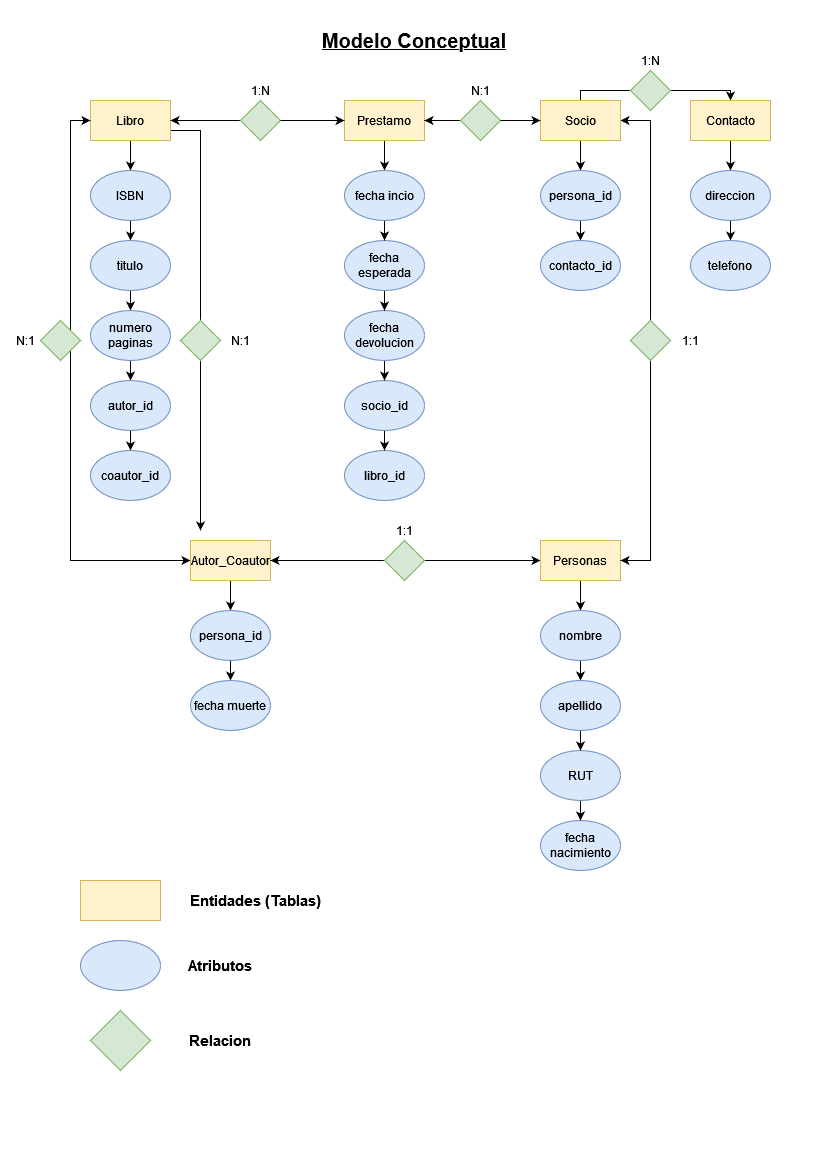 Modelo Conceptual
1:N
1:N
N:1
Libro
Prestamo
Socio
Contacto
ISBN
fecha incio
persona_id
direccion
titulo
fecha
esperada
contacto_id
telefono
N:1
numero
paginas
N:1
fecha
devolucion
1:1
autor_id
socio_id
coautor_id
libro_id
1:1
Autor_Coautor
Personas
persona_id
nombre
fecha muerte
apellido
RUT
fecha
nacimiento
Entidades (Tablas)
Atributos
Relacion